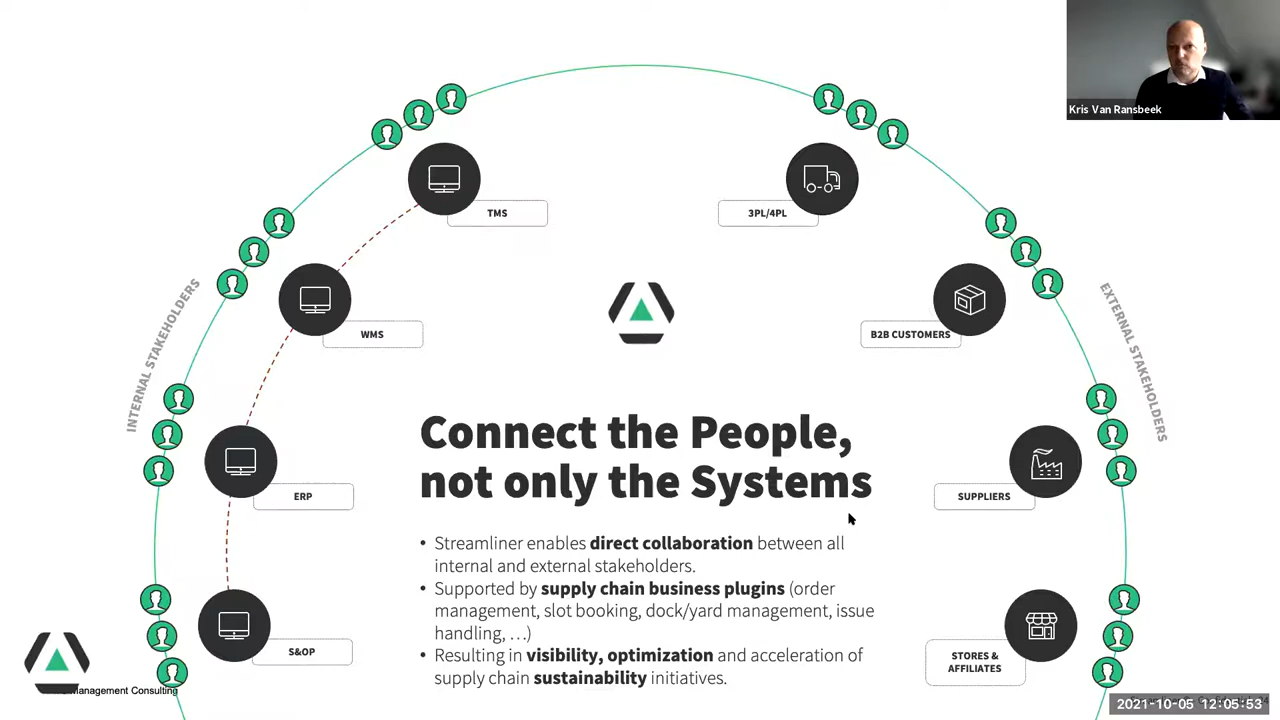 Kris Van Ransbeek
TMS
3PL/4PL
WMS
B2B CUSTOMERS
INTERNAL STAKEHOLDERS
EXTERNAL STAKEHOLDERS
Connect the People,
not only the Systems
ERP
SUPPLIERS
• Streamliner enables direct collaboration between all
internal and external stakeholders.
• Supported by supply chain business plugins (order
management, slot booking, dock/yard management, issue
handling, …)
• Resulting in visibility, optimization and acceleration of
supply chain sustainability initiatives.
S&OP
STORES &
AFFILIATES
Management Consulting
2021-10-05 12:05:53